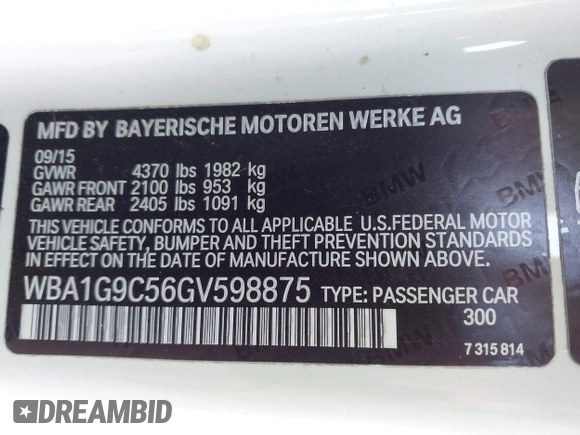 MFD BY BAYERISCHE MOTOREN WERKE AG
09/15
GVWR 4370 lbs 1982 kg
GAWR FRONT 2100 lbs 953 kg
GAWR REAR 2405 lbs 1091 kg
THIS VEHICLE CONFORMS TO ALL APPLICABLE U.S.FEDERAL MOTOR
VEHICLE SAFETY, BUMPER AND THEFT PREVENTION STANDARDS
IN EFFECT ON THE DATE OF MANUFACTURE SHOWN ABOVE.
WBA1G9C56GV598875 TYPE: PASSENGER CAR
300
7 315 814
DREAMBID